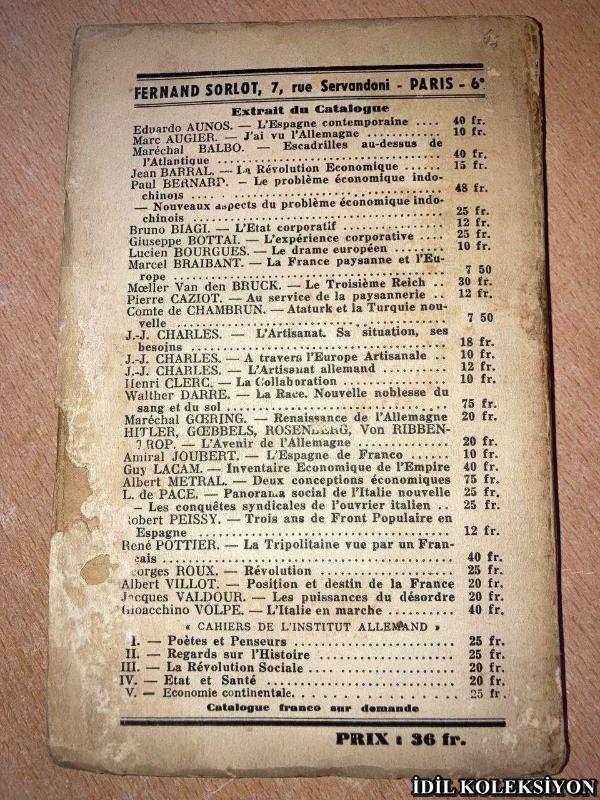 FERNAND SORLOT, 7, rue Servandoni - PARIS - 6e
Extrait du Catalogue
Eduardo AUNOS. — L'Espagne contemporaine .... 40 fr.
Marc AUGIER. — J'ai vu l'Allemagne ............ 10 fr.
Maréchal BALBO. — Escadrilles au-dessus de
l'Atlantique ................ 40 fr.
Jean BARRAL. — La Révolution Economique ...... 15 fr.
Paul BERNARD. — Le problème économique indo-
chinois ................ 48 fr.
— Nouveaux aspects du problème économique indo-
chinois ................ 25 fr.
Bruno BIAGI. — L'Etat corporatif ................ 12 fr.
Giuseppe BOTTAI. — L'expérience corporative .... 25 fr.
Lucien BOURGUES. — Le drame européen ........ 10 fr.
Marcel BRAIBANT. — La France paysanne et l'Eu-
rope ................ 7 50
Mœller Van den BRUCK. — Le Troisième Reich .. 30 fr.
Pierre CAZIOT. — Au service de la paysannerie .. 12 fr.
Comte de CHAMBRUN. — Ataturk et la Turquie nou-
velle ................ 7 50
J.-J. CHARLES. — L'Artisanat. Sa situation, ses
besoins ................ 18 fr.
J.-J. CHARLES. — A travers l'Europe Artisanale .. 10 fr.
J.-J. CHARLES. — L'Artisanat allemand .......... 12 fr.
Henri CLERC. — La Collaboration ................ 10 fr.
Walther DARRE. — La Race. Nouvelle noblesse du
sang et du sol ................ 75 fr.
Maréchal GŒRING. — Renaissance de l'Allemagne 20 fr.
HITLER, GŒBBELS, ROSENBERG, Von RIBBEN-
TROP. — L'Avenir de l'Allemagne .............. 20 fr.
Amiral JOUBERT. — L'Espagne de Franco ........ 10 fr.
Guy LACAM. — Inventaire Economique de l'Empire 40 fr.
Albert METRAL. — Deux conceptions économiques 75 fr.
L. de PACE. — Panorama social de l'Italie nouvelle 25 fr.
— Les conquêtes syndicales de l'ouvrier italien .. 25 fr.
Robert PEISSY. — Trois ans de Front Populaire en
Espagne ................ 12 fr.
René POTTIER. — La Tripolitaine vue par un Fran-
çais ................ 40 fr.
Georges ROUX. — Révolution .................... 25 fr.
Albert VILLOT. — Position et destin de la France 20 fr.
Jacques VALDOUR. — Les puissances du désordre 20 fr.
Gioacchino VOLPE. — L'Italie en marche ........ 40 fr.
« CAHIERS DE L'INSTITUT ALLEMAND »
I. — Poètes et Penseurs ........................ 25 fr.
II. — Regards sur l'Histoire .................... 25 fr.
III. — La Révolution Sociale .................... 20 fr.
IV. — Etat et Santé ............................ 20 fr.
V. — Economie continentale. .................... 25 fr.
Catalogue franco sur demande
PRIX : 36 fr.
İDİL KOLEKSİYON